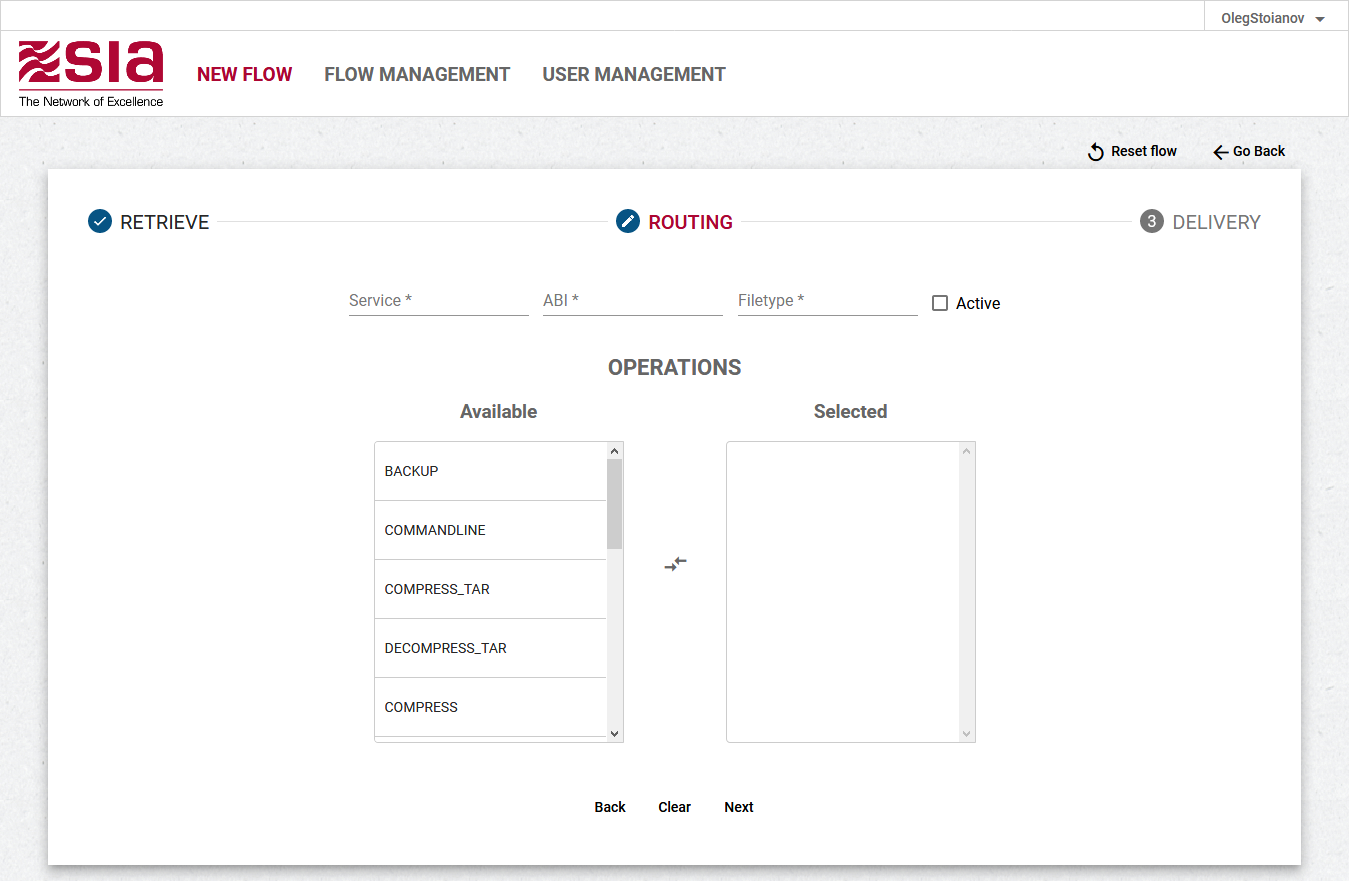 OlegStoianov
sia
The Network of Excellence
NEW FLOW FLOW MANAGEMENT USER MANAGEMENT
Reset flow Go Back
RETRIEVE ROUTING 3 DELIVERY
Service * ABI * Filetype * Active
OPERATIONS
Available Selected
BACKUP
COMMANDLINE
COMPRESS_TAR
DECOMPRESS_TAR
COMPRESS
Back Clear Next